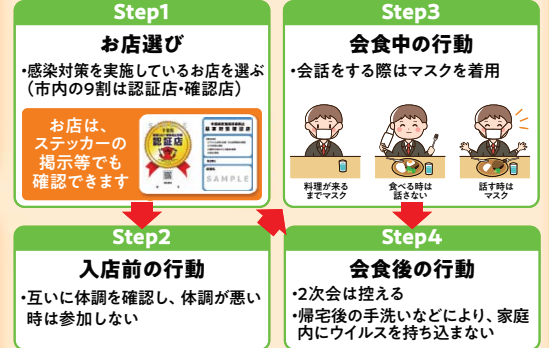 Step1
お店選び
・感染対策を実施しているお店を選ぶ
（市内の9割は認証店・確認店）
お店は、
ステッカーの
掲示等でも
確認できます
認証店
SAMPLE
Step2
入店前の行動
・互いに体調を確認し、体調が悪い
時は参加しない
Step3
会食中の行動
・会話をする際はマスクを着用
料理が来る
までマスク
食べる時は
話さない
話す時は
マスク
Step4
会食後の行動
・2次会は控える
・帰宅後の手洗いなどにより、家庭
内にウイルスを持ち込まない